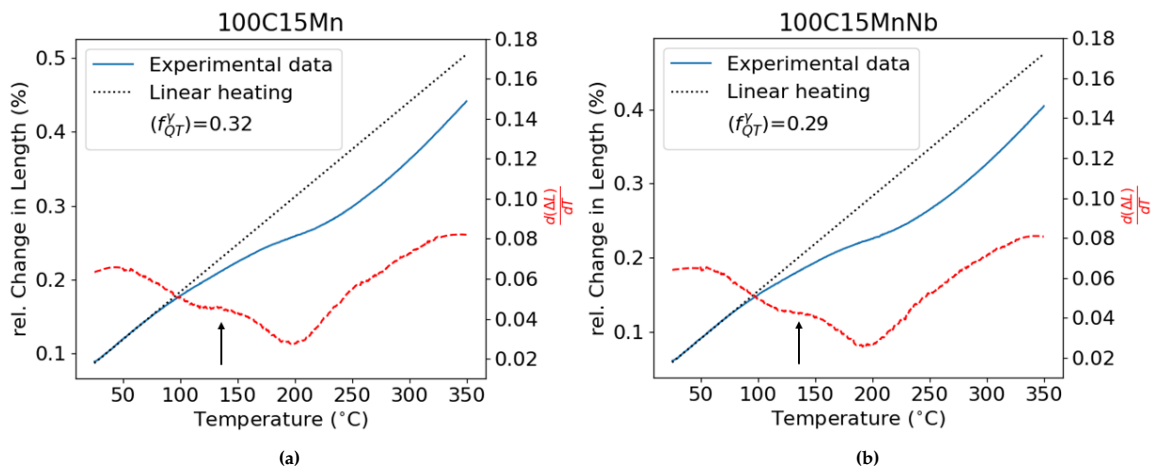 100C15Mn
rel. Change in Length (%)
0.5
0.4
0.3
0.2
0.1
Experimental data
Linear heating
(f^γ_QT)=0.32
0.18
0.16
0.14
0.12
0.10
0.08
0.06
0.04
0.02
d(ΔL)
dT
50 100 150 200 250 300 350
Temperature (°C)
(a)
100C15MnNb
rel. Change in Length (%)
0.4
0.3
0.2
0.1
Experimental data
Linear heating
(f^γ_QT)=0.29
0.18
0.16
0.14
0.12
0.10
0.08
0.06
0.04
0.02
d(ΔL)
dT
50 100 150 200 250 300 350
Temperature (°C)
(b)